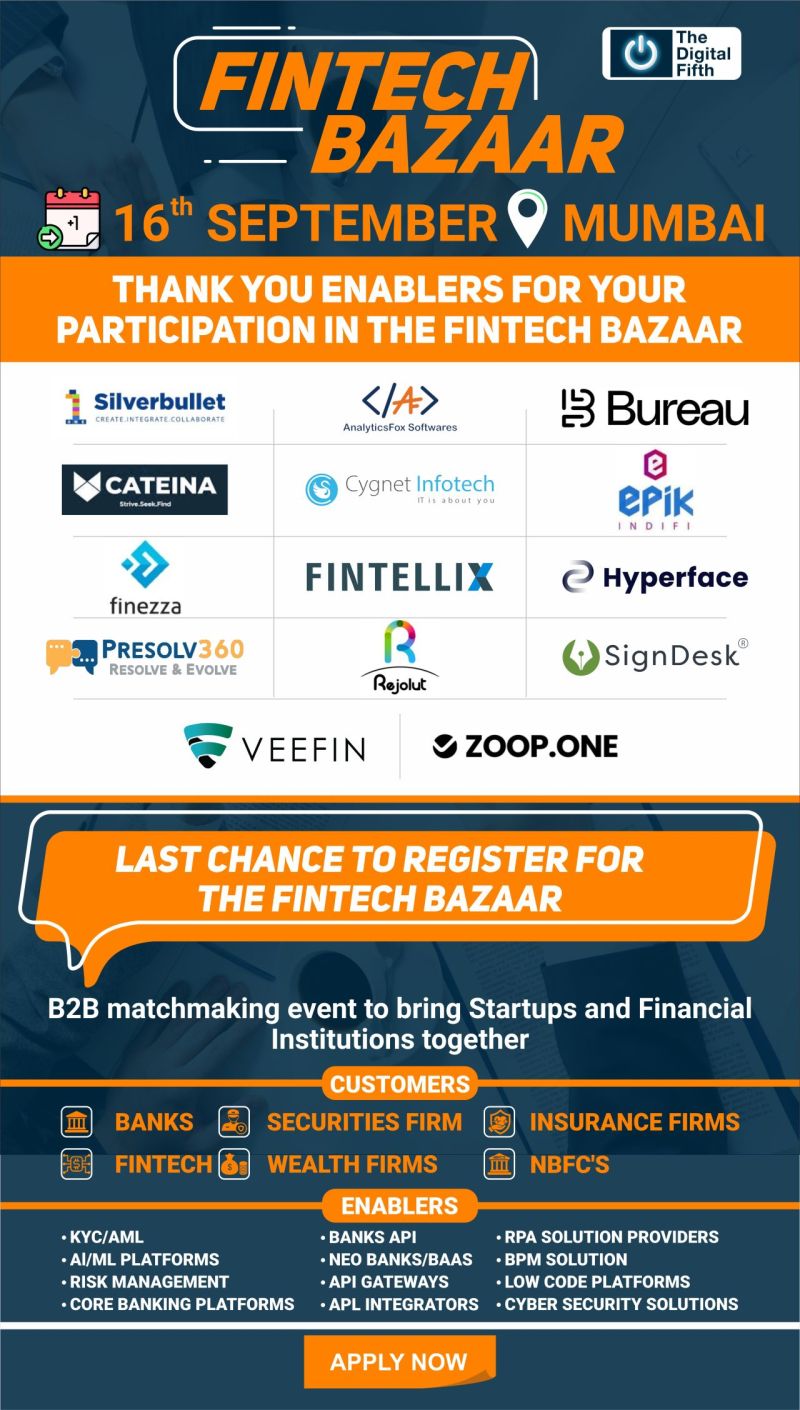 The
Digital
Fifth
FINTECH
BAZAAR
+1
16th SEPTEMBER MUMBAI
THANK YOU ENABLERS FOR YOUR
PARTICIPATION IN THE FINTECH BAZAAR
Silverbullet
CREATE.INTEGRATE.COLLABORATE
</AF>
AnalyticsFox Softwares
Bureau
CATEINA
Strive.Seek.Find
Cygnet Infotech
IT is about you
e
epik
INDIFI
finezza
FINTELLIX
Hyperface
PRESOLV360
RESOLVE & EVOLVE
R
Rejolut
SignDesk®
VEEFIN
ZOOP.ONE
LAST CHANCE TO REGISTER FOR
THE FINTECH BAZAAR
B2B matchmaking event to bring Startups and Financial
Institutions together
CUSTOMERS
BANKS SECURITIES FIRM INSURANCE FIRMS
FINTECH WEALTH FIRMS NBFC'S
ENABLERS
• KYC/AML • BANKS API • RPA SOLUTION PROVIDERS
• AI/ML PLATFORMS • NEO BANKS/BAAS • BPM SOLUTION
• RISK MANAGEMENT • API GATEWAYS • LOW CODE PLATFORMS
• CORE BANKING PLATFORMS • APL INTEGRATORS • CYBER SECURITY SOLUTIONS
APPLY NOW